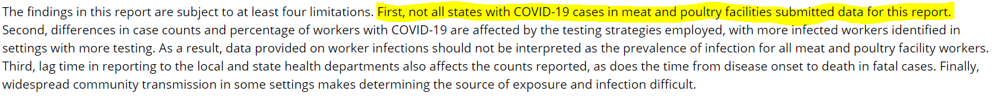 The findings in this report are subject to at least four limitations. First, not all states with COVID-19 cases in meat and poultry facilities submitted data for this report.
Second, differences in case counts and percentage of workers with COVID-19 are affected by the testing strategies employed, with more infected workers identified in
settings with more testing. As a result, data provided on worker infections should not be interpreted as the prevalence of infection for all meat and poultry facility workers.
Third, lag time in reporting to the local and state health departments also affects the counts reported, as does the time from disease onset to death in fatal cases. Finally,
widespread community transmission in some settings makes determining the source of exposure and infection difficult.